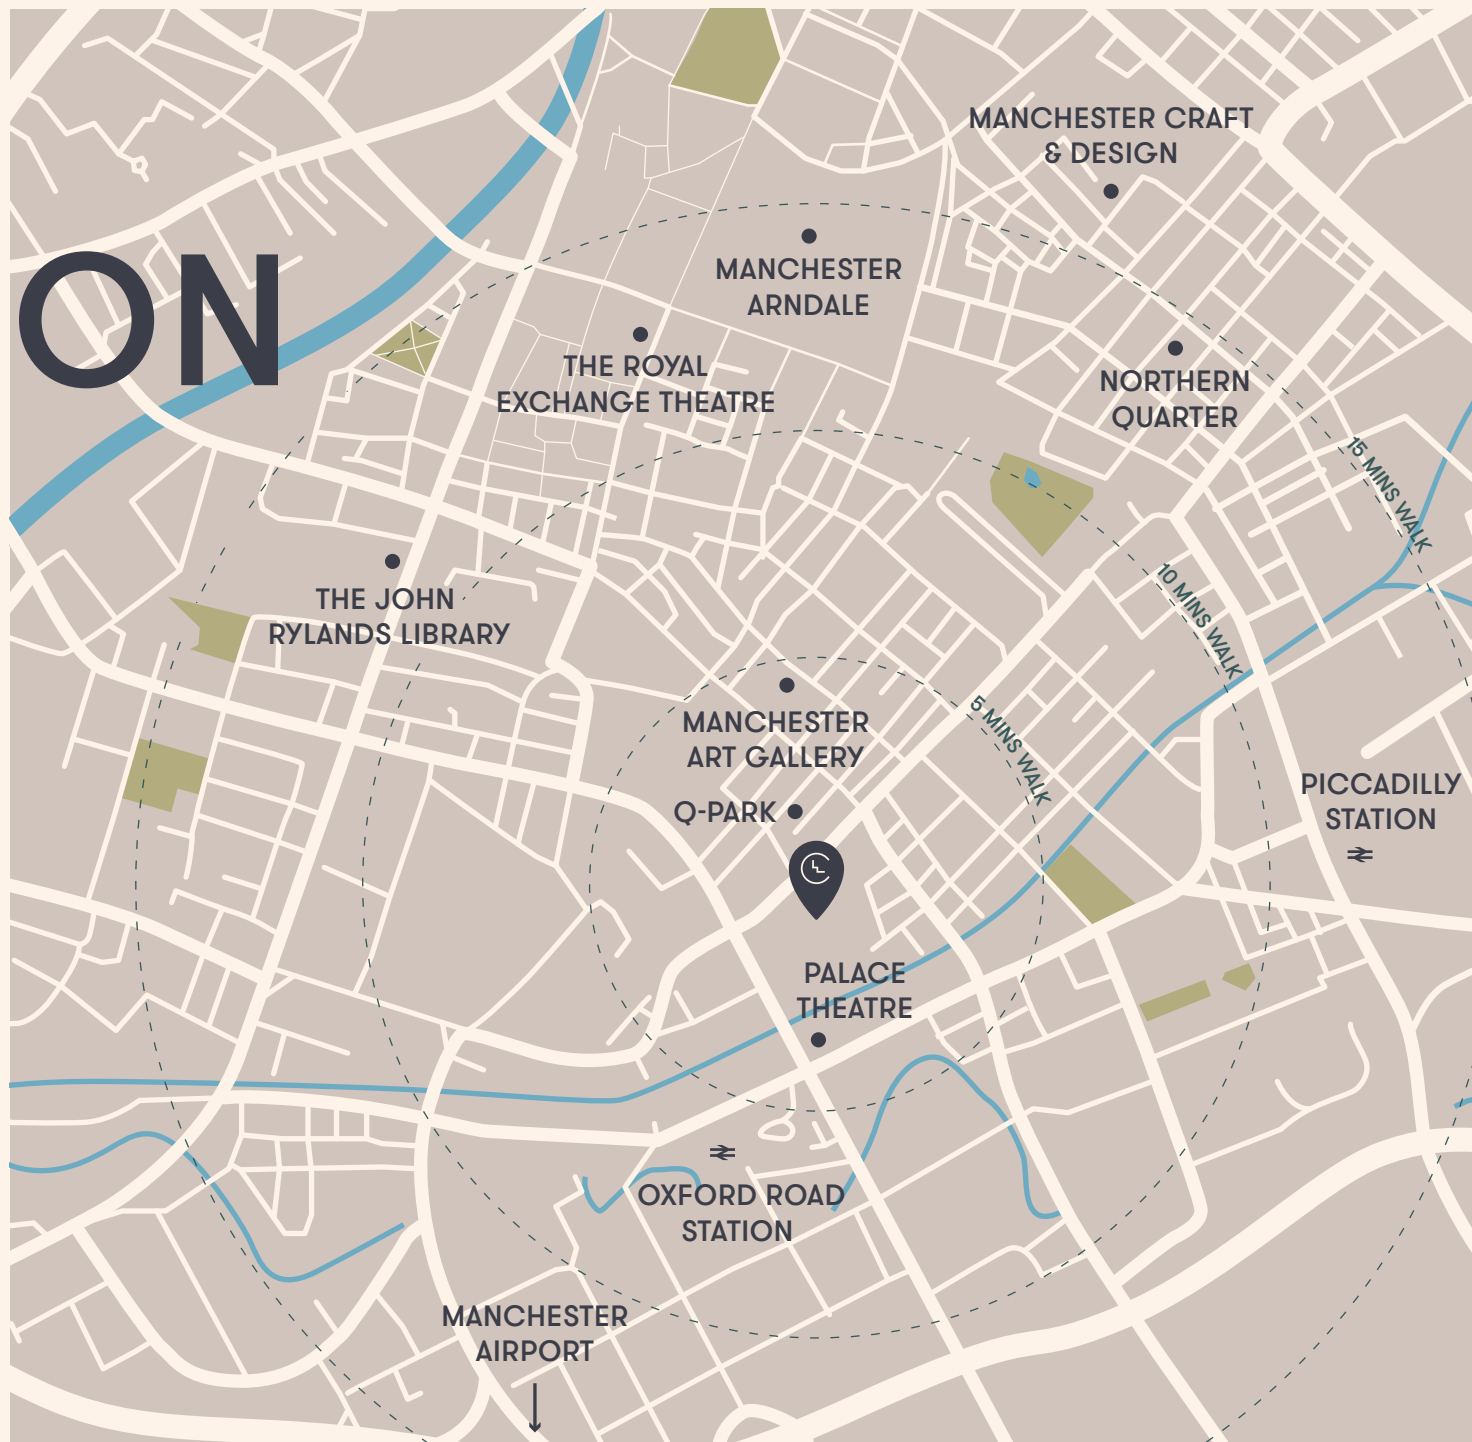 MANCHESTER CRAFT
& DESIGN
MANCHESTER
ARNDALE
ON
THE ROYAL
EXCHANGE THEATRE
NORTHERN
QUARTER
15 MINS WALK
THE JOHN
RYLANDS LIBRARY
10 MINS WALK
MANCHESTER
ART GALLERY
5 MINS WALK
Q-PARK
PICCADILLY
STATION
PALACE
THEATRE
OXFORD ROAD
STATION
MANCHESTER
AIRPORT